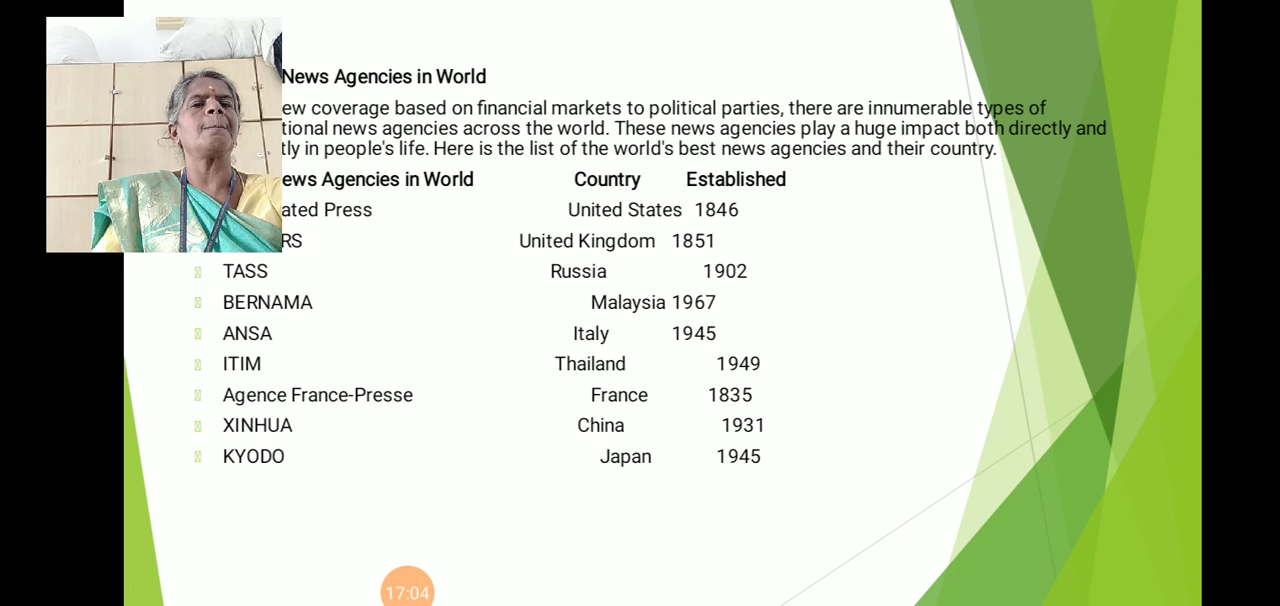 News Agencies in World
ew coverage based on financial markets to political parties, there are innumerable types of
tional news agencies across the world. These news agencies play a huge impact both directly and
tly in people's life. Here is the list of the world's best news agencies and their country.
ews Agencies in World Country Established
ated Press United States 1846
RS United Kingdom 1851
TASS Russia 1902
BERNAMA Malaysia 1967
ANSA Italy 1945
ITIM Thailand 1949
Agence France-Presse France 1835
XINHUA China 1931
KYODO Japan 1945
17:04